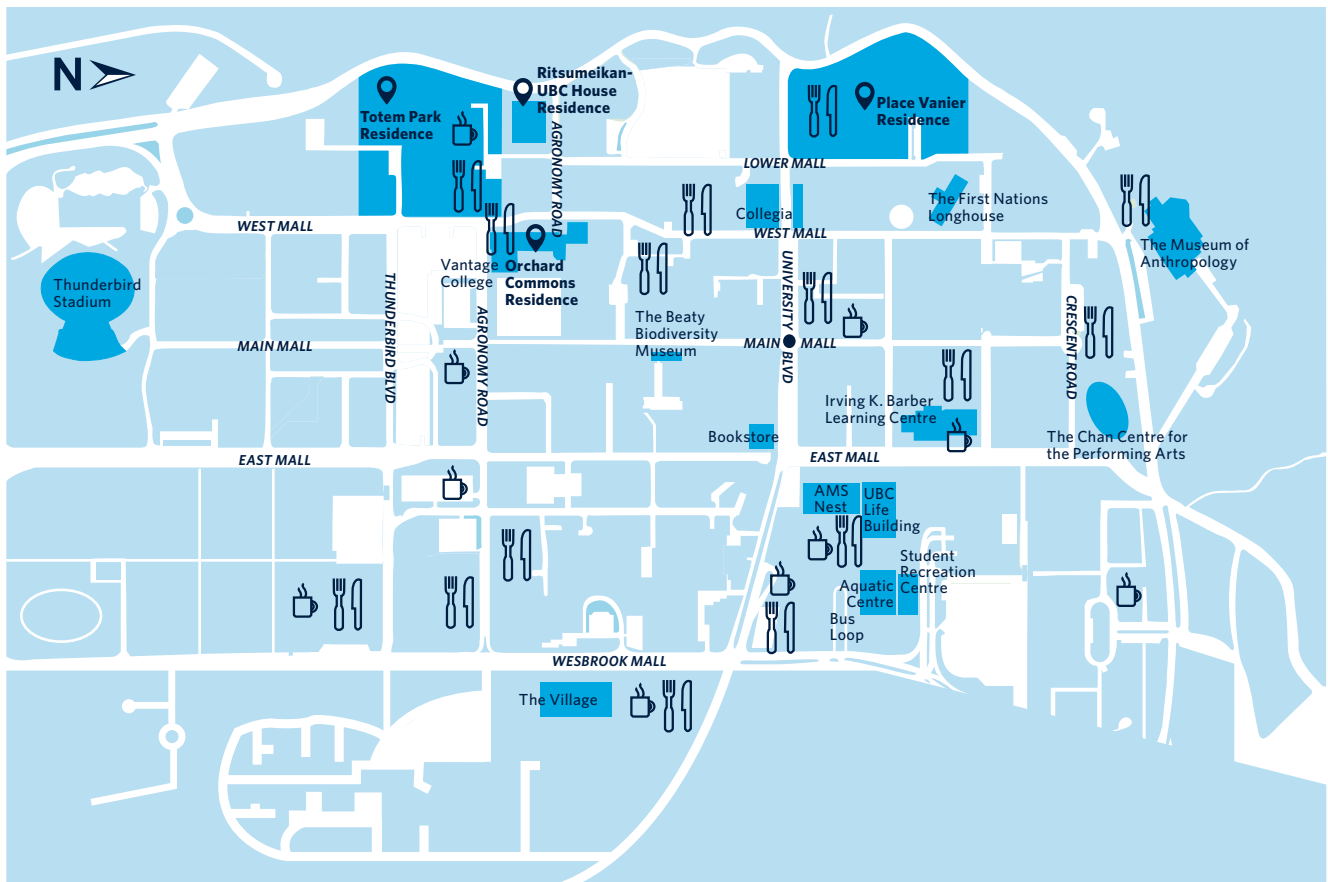 N
Ritsumeikan-
UBC House
Residence
Totem Park
Residence
AGRONOMY ROAD
Place Vanier
Residence
LOWER MALL
Collegia
The First Nations
Longhouse
WEST MALL
WEST MALL
The Museum of
Anthropology
Vantage
College
Orchard
Commons
Residence
Thunderbird
Stadium
THUNDERBIRD BLVD
AGRONOMY ROAD
UNIVERSITY BLVD
CRESCENT ROAD
The Beaty
Biodiversity
Museum
MAIN MALL
MAIN MALL
Irving K. Barber
Learning Centre
Bookstore
The Chan Centre for
the Performing Arts
EAST MALL
EAST MALL
AMS
Nest
UBC
Life
Building
Student
Recreation
Centre
Aquatic
Centre
Bus
Loop
WESBROOK MALL
The Village